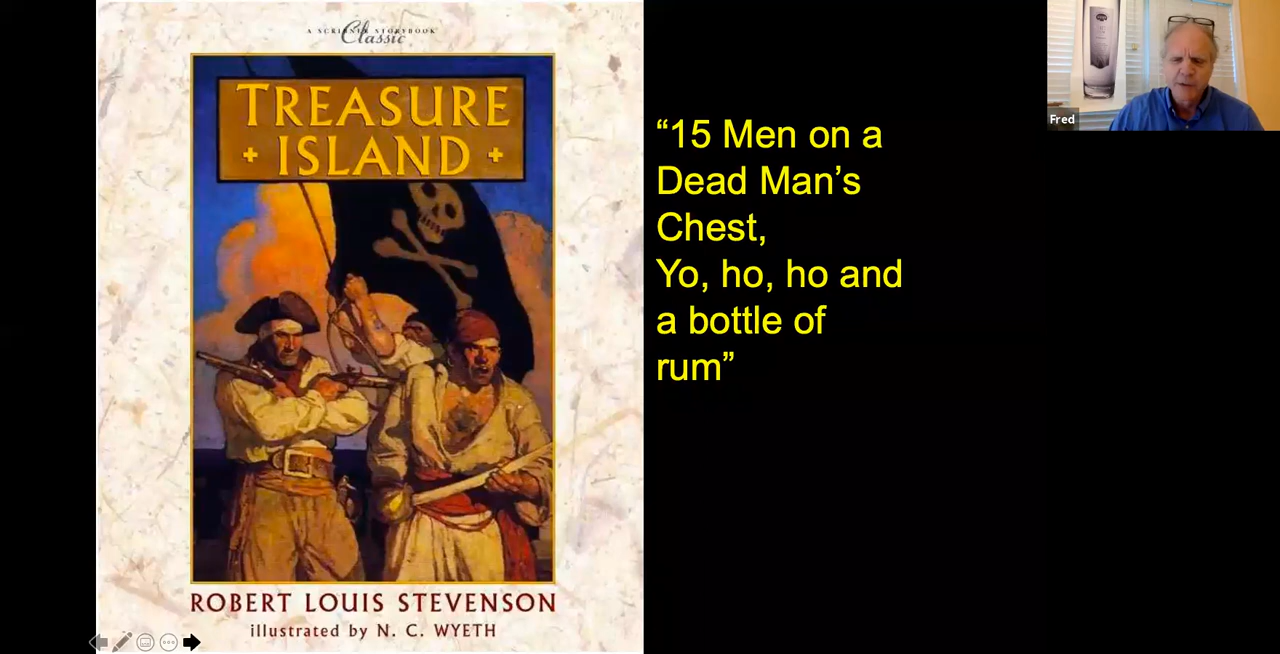 A SCRIBNER STORYBOOK
Classic
TREASURE
ISLAND
ROBERT LOUIS STEVENSON
illustrated by N. C. WYETH
“15 Men on a
Dead Man’s
Chest,
Yo, ho, ho and
a bottle of
rum”
Fred